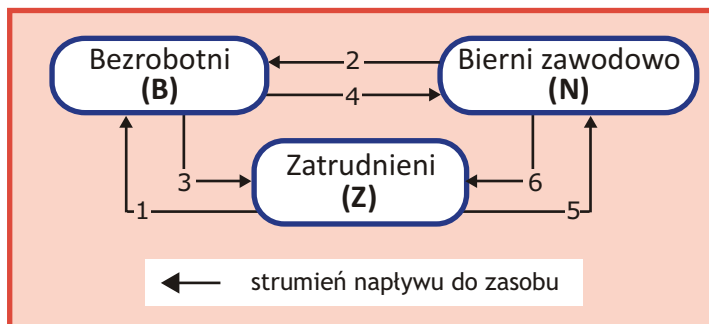 Bezrobotni
(B)
2
4
Bierni zawodowo
(N)
Zatrudnieni
(Z)
3
6
1
5
strumień napływu do zasobu